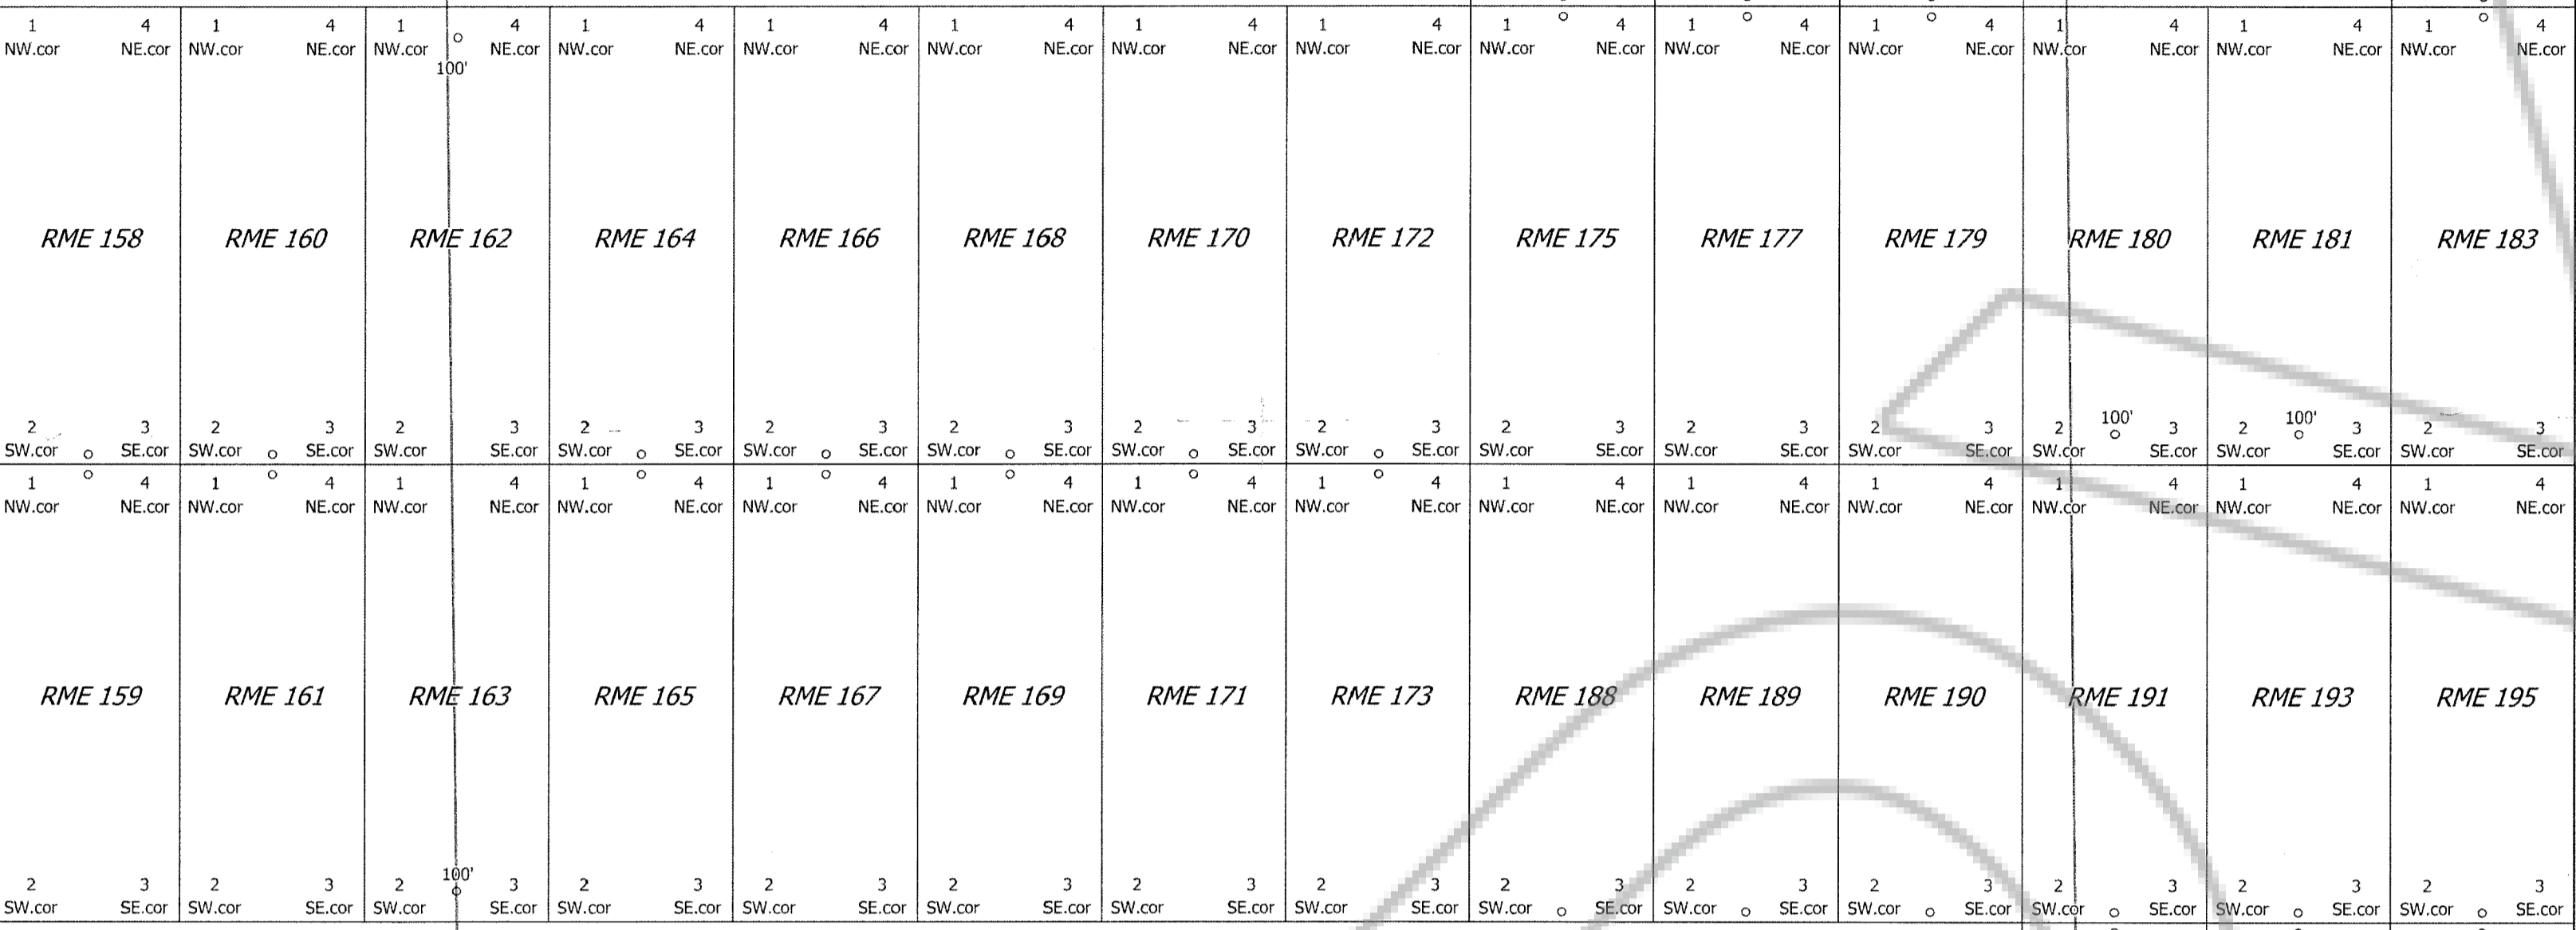 1 4 1 4 1 4 1 4 1 4 1 4 1 4 1 4 1 4 1 4 1 4 1 4 1 4 1 4
NW.cor NE.cor NW.cor NE.cor NW.cor NE.cor NW.cor NE.cor NW.cor NE.cor NW.cor NE.cor NW.cor NE.cor NW.cor NE.cor NW.cor NE.cor NW.cor NE.cor NW.cor NE.cor NW.cor NE.cor NW.cor NE.cor NW.cor NE.cor
100'
RME 158 RME 160 RME 162 RME 164 RME 166 RME 168 RME 170 RME 172 RME 175 RME 177 RME 179 RME 180 RME 181 RME 183
100' 100'
2 3 2 3 2 3 2 3 2 3 2 3 2 3 2 3 2 3 2 3 2 3 2 3 2 3 2 3
SW.cor SE.cor SW.cor SE.cor SW.cor SE.cor SW.cor SE.cor SW.cor SE.cor SW.cor SE.cor SW.cor SE.cor SW.cor SE.cor SW.cor SE.cor SW.cor SE.cor SW.cor SE.cor SW.cor SE.cor SW.cor SE.cor SW.cor SE.cor
1 4 1 4 1 4 1 4 1 4 1 4 1 4 1 4 1 4 1 4 1 4 1 4 1 4 1 4
NW.cor NE.cor NW.cor NE.cor NW.cor NE.cor NW.cor NE.cor NW.cor NE.cor NW.cor NE.cor NW.cor NE.cor NW.cor NE.cor NW.cor NE.cor NW.cor NE.cor NW.cor NE.cor NW.cor NE.cor NW.cor NE.cor NW.cor NE.cor
RME 159 RME 161 RME 163 RME 165 RME 167 RME 169 RME 171 RME 173 RME 188 RME 189 RME 190 RME 191 RME 193 RME 195
100'
2 3 2 3 2 3 2 3 2 3 2 3 2 3 2 3 2 3 2 3 2 3 2 3 2 3 2 3
SW.cor SE.cor SW.cor SE.cor SW.cor SE.cor SW.cor SE.cor SW.cor SE.cor SW.cor SE.cor SW.cor SE.cor SW.cor SE.cor SW.cor SE.cor SW.cor SE.cor SW.cor SE.cor SW.cor SE.cor SW.cor SE.cor SW.cor SE.cor